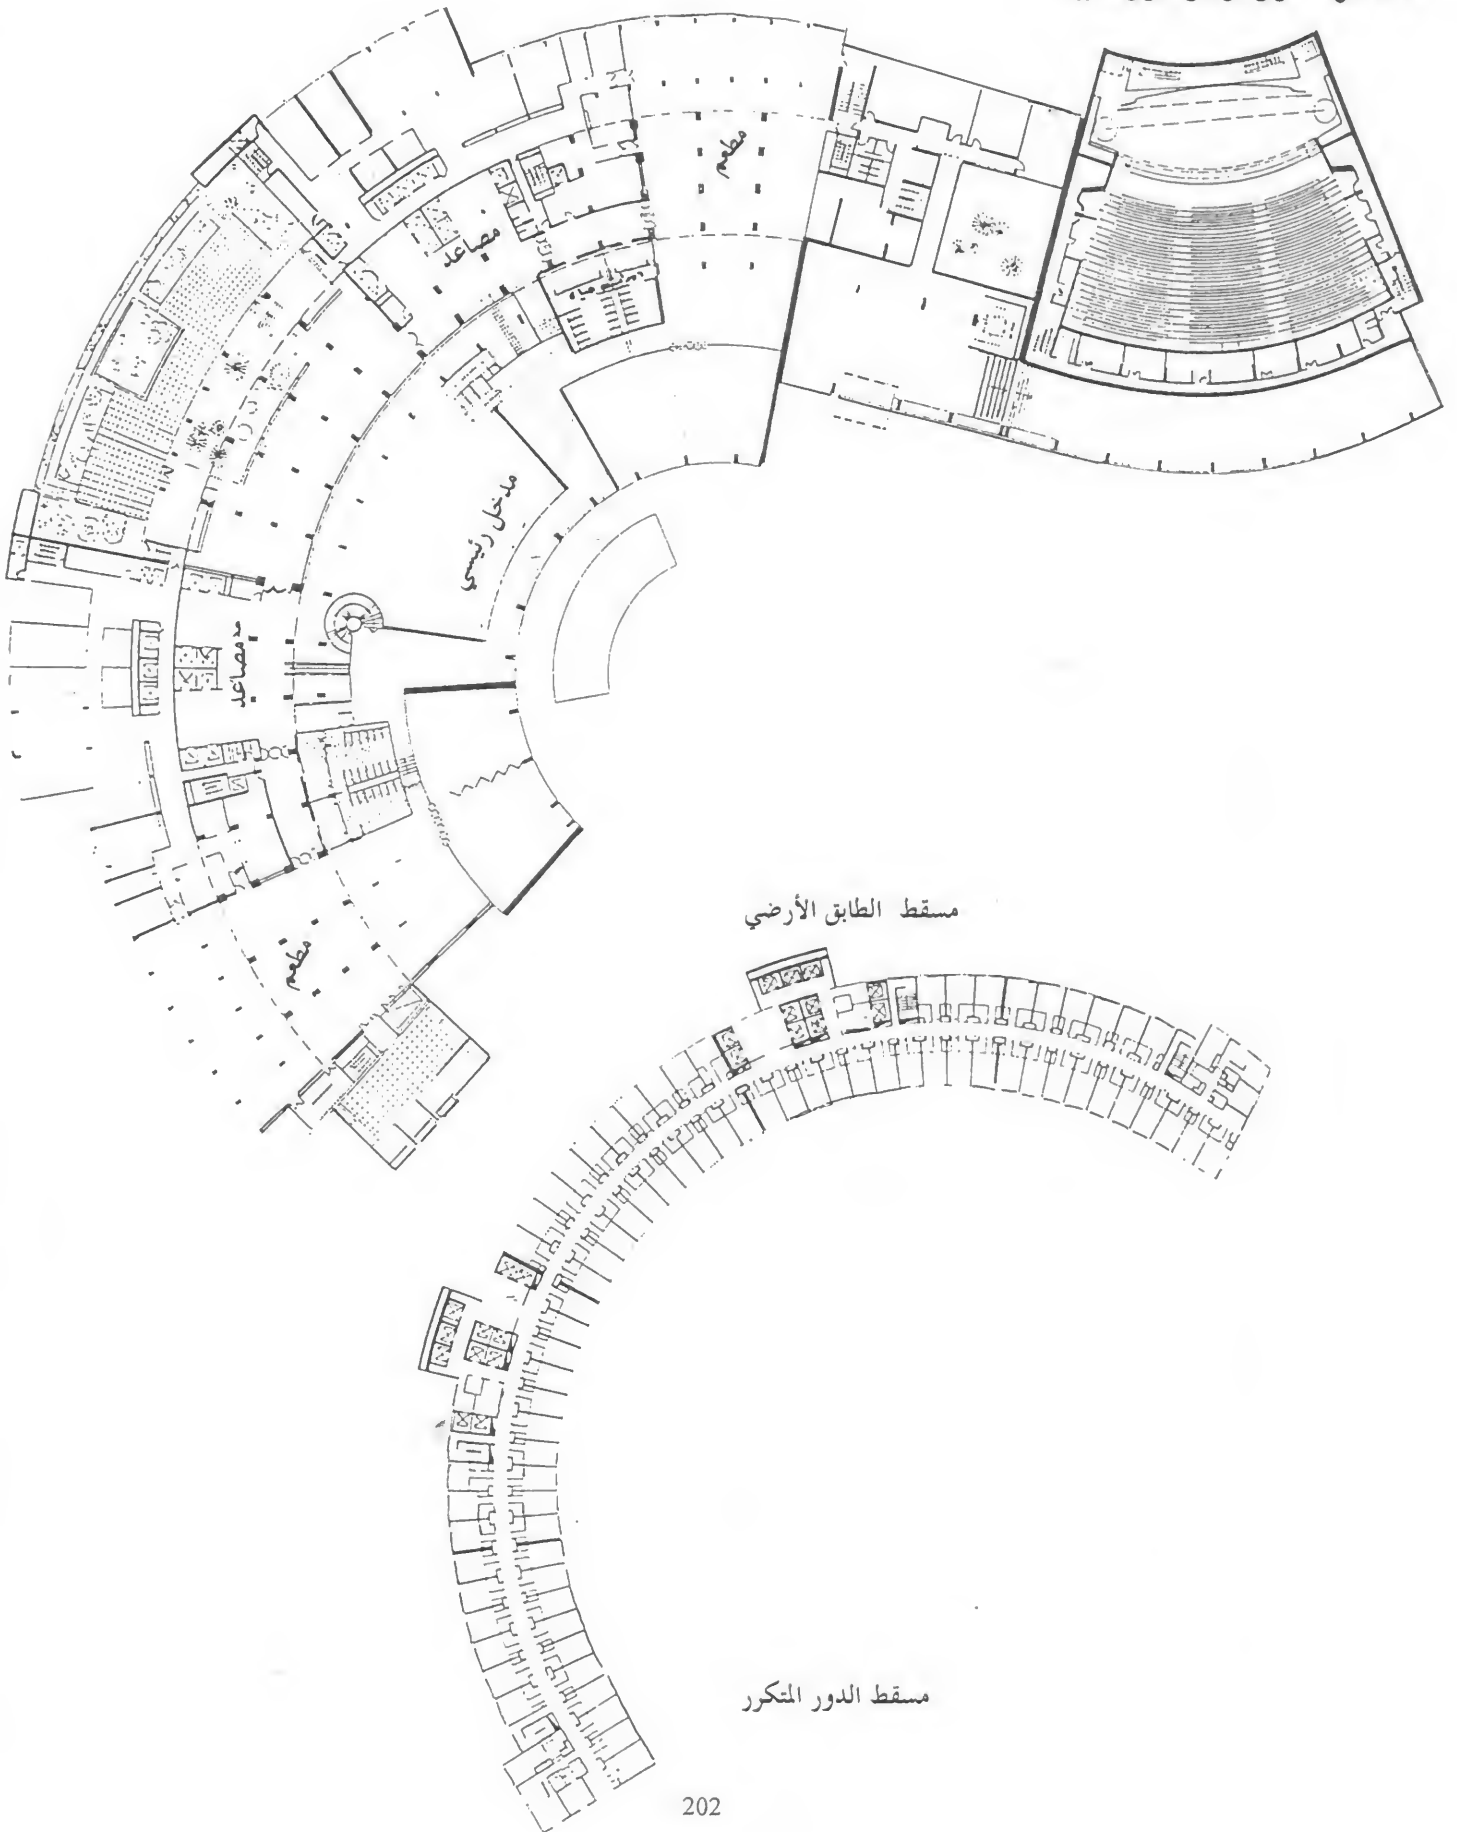 مطعم
مصاعد
مدخل رئيسي
مصاعد
مطعم
مسقط الطابق الأرضي
مسقط الدور المتكرر
202